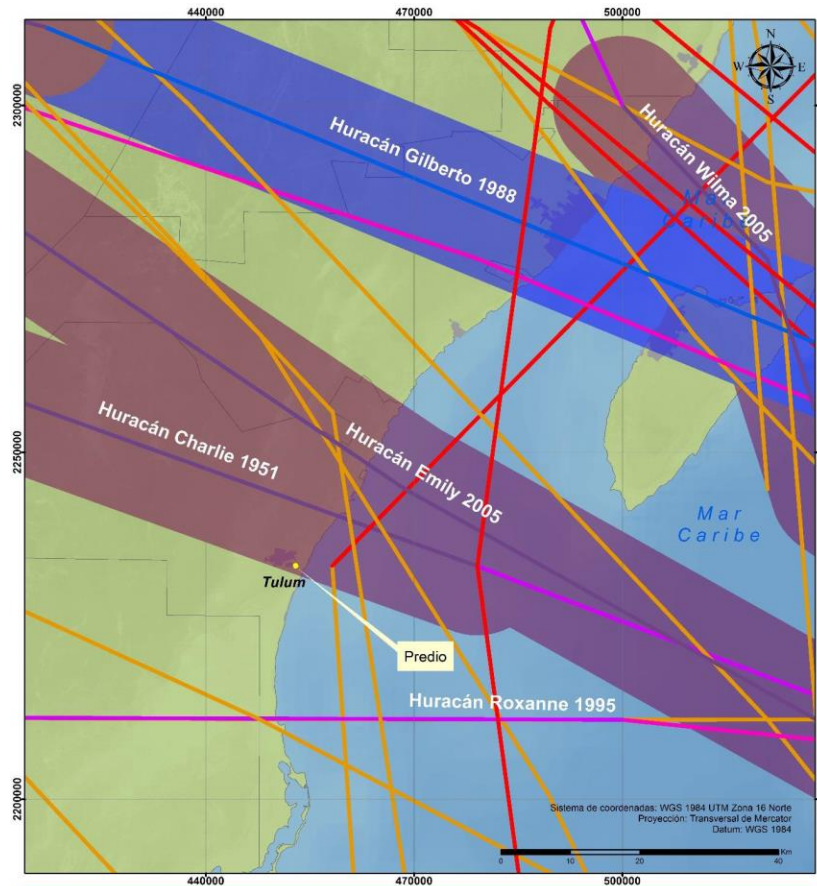 440000 470000 500000
N
W E
S
2300000
Huracán Gilberto 1988
Huracán Wilma 2005
Mar
Caribe
2250000
Huracán Charlie 1951
Huracán Emily 2005
Mar
Caribe
Tulum
Predio
Huracán Roxanne 1995
2200000
Sistema de coordenadas: WGS 1984 UTM Zona 16 Norte
Proyección: Transversal de Mercator
Datum: WGS 1984
Km
0 10 20 40
440000 470000 500000